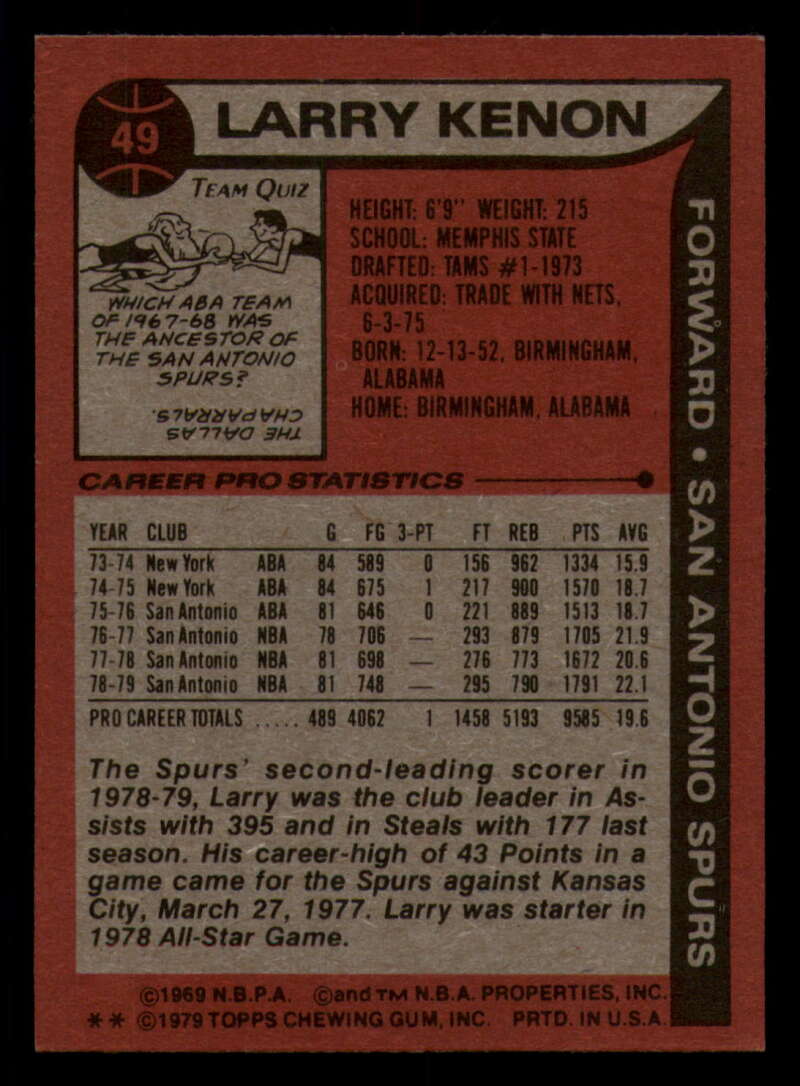 49
LARRY KENON
TEAM QUIZ
WHICH ABA TEAM
OF 1967-68 WAS
THE ANCESTOR OF
THE SAN ANTONIO
SPURS?
THE DALLAS
CHAPARRALS.
HEIGHT: 6'9" WEIGHT: 215
SCHOOL: MEMPHIS STATE
DRAFTED: TAMS #1-1973
ACQUIRED: TRADE WITH NETS,
6-3-75
BORN: 12-13-52, BIRMINGHAM,
ALABAMA
HOME: BIRMINGHAM, ALABAMA
FORWARD • SAN ANTONIO SPURS
CAREER PRO STATISTICS
YEAR CLUB G FG 3-PT FT REB PTS AVG
73-74 New York ABA 84 589 0 156 962 1334 15.9
74-75 New York ABA 84 675 1 217 900 1570 18.7
75-76 San Antonio ABA 81 646 0 221 889 1513 18.7
76-77 San Antonio NBA 78 706 — 293 879 1705 21.9
77-78 San Antonio NBA 81 698 — 276 773 1672 20.6
78-79 San Antonio NBA 81 748 — 295 790 1791 22.1
PRO CAREER TOTALS ..... 489 4062 1 1458 5193 9585 19.6
The Spurs' second-leading scorer in
1978-79, Larry was the club leader in As-
sists with 395 and in Steals with 177 last
season. His career-high of 43 Points in a
game came for the Spurs against Kansas
City, March 27, 1977. Larry was starter in
1978 All-Star Game.
©1969 N.B.P.A. ©and TM N.B.A. PROPERTIES, INC.
** ©1979 TOPPS CHEWING GUM, INC. PRTD. IN U.S.A.